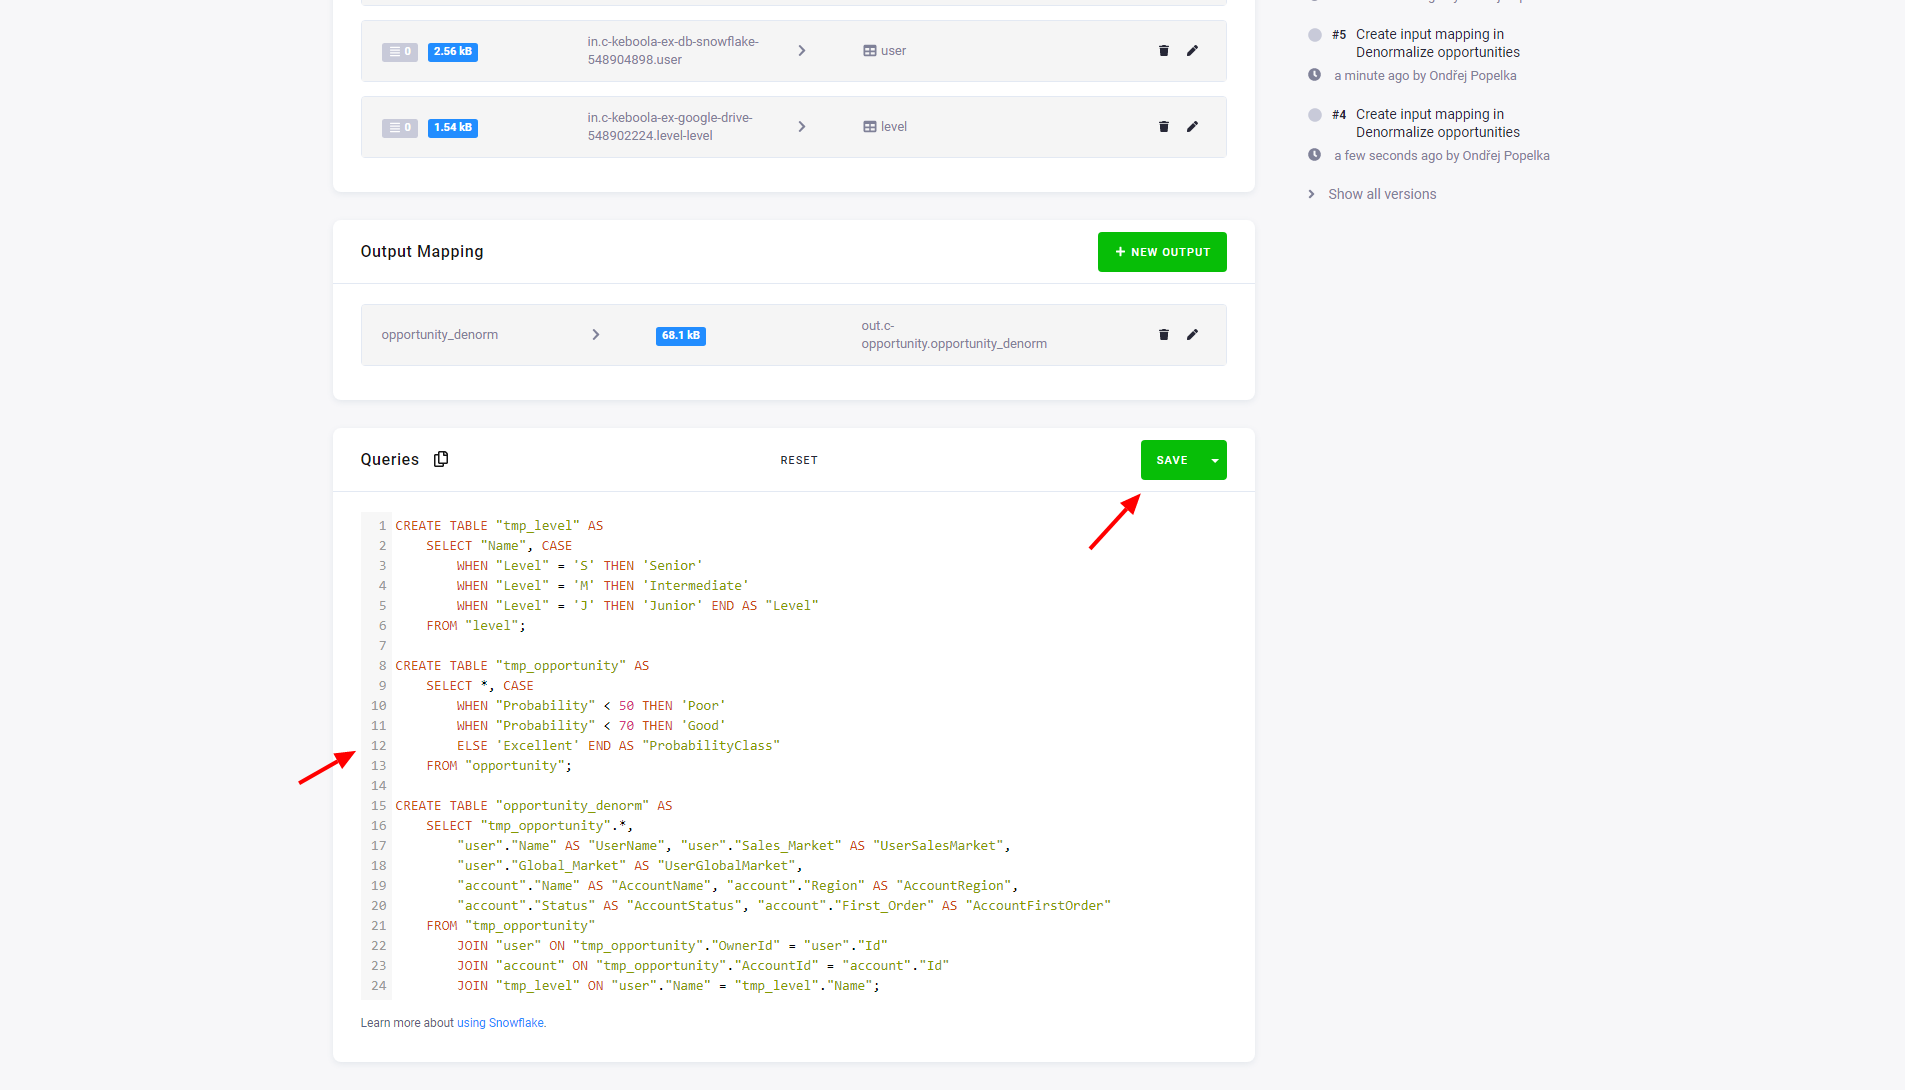 0 2.56 kB
in.c-keboola-ex-db-snowflake-
548904898.user
user
0 1.54 kB
in.c-keboola-ex-google-drive-
548902224.level-level
level
#5 Create input mapping in
Denormalize opportunities
a minute ago by Ondřej Popelka
#4 Create input mapping in
Denormalize opportunities
a few seconds ago by Ondřej Popelka
Show all versions
Output Mapping
+ NEW OUTPUT
opportunity_denorm
68.1 kB
out.c-
opportunity.opportunity_denorm
Queries
RESET
SAVE
1 CREATE TABLE "tmp_level" AS
2 SELECT "Name", CASE
3 WHEN "Level" = 'S' THEN 'Senior'
4 WHEN "Level" = 'M' THEN 'Intermediate'
5 WHEN "Level" = 'J' THEN 'Junior' END AS "Level"
6 FROM "level";
7
8 CREATE TABLE "tmp_opportunity" AS
9 SELECT *, CASE
10 WHEN "Probability" < 50 THEN 'Poor'
11 WHEN "Probability" < 70 THEN 'Good'
12 ELSE 'Excellent' END AS "ProbabilityClass"
13 FROM "opportunity";
14
15 CREATE TABLE "opportunity_denorm" AS
16 SELECT "tmp_opportunity".*,
17 "user"."Name" AS "UserName", "user"."Sales_Market" AS "UserSalesMarket",
18 "user"."Global_Market" AS "UserGlobalMarket",
19 "account"."Name" AS "AccountName", "account"."Region" AS "AccountRegion",
20 "account"."Status" AS "AccountStatus", "account"."First_Order" AS "AccountFirstOrder"
21 FROM "tmp_opportunity"
22 JOIN "user" ON "tmp_opportunity"."OwnerId" = "user"."Id"
23 JOIN "account" ON "tmp_opportunity"."AccountId" = "account"."Id"
24 JOIN "tmp_level" ON "user"."Name" = "tmp_level"."Name";
Learn more about using Snowflake.